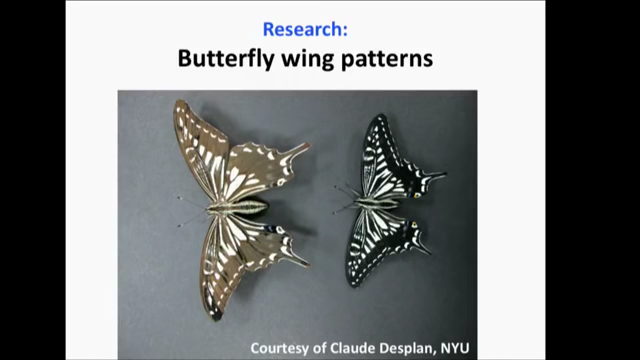 Research:
Butterfly wing patterns
Courtesy of Claude Desplan, NYU